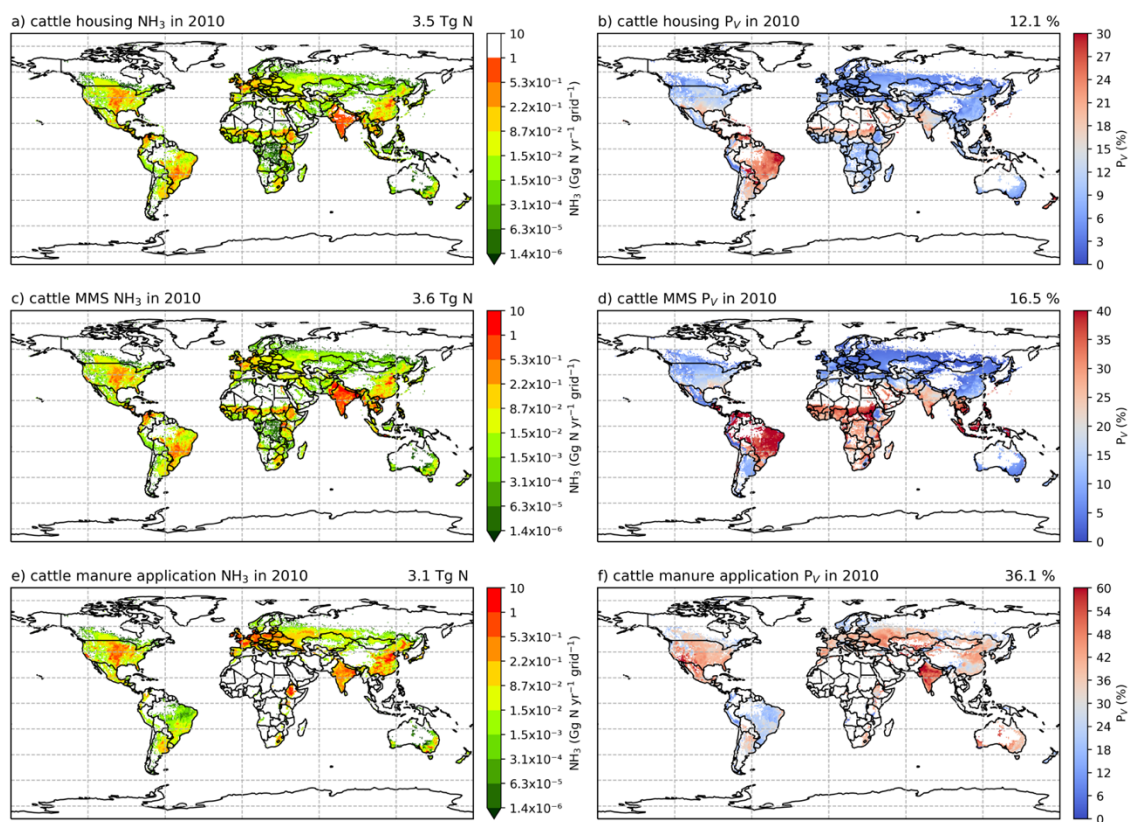 a) cattle housing NH₃ in 2010 3.5 Tg N
10
1
5.3x10⁻¹
2.2x10⁻¹
8.7x10⁻²
1.5x10⁻²
1.5x10⁻³
3.1x10⁻⁴
6.3x10⁻⁵
1.4x10⁻⁶
NH₃ (Gg N yr⁻¹ grid⁻¹)
b) cattle housing P_V in 2010 12.1 %
30
27
24
21
18
15
12
9
6
3
0
P_V (%)
c) cattle MMS NH₃ in 2010 3.6 Tg N
10
1
5.3x10⁻¹
2.2x10⁻¹
8.7x10⁻²
1.5x10⁻²
1.5x10⁻³
3.1x10⁻⁴
6.3x10⁻⁵
1.4x10⁻⁶
NH₃ (Gg N yr⁻¹ grid⁻¹)
d) cattle MMS P_V in 2010 16.5 %
40
35
30
25
20
15
10
5
0
P_V (%)
e) cattle manure application NH₃ in 2010 3.1 Tg N
10
1
5.3x10⁻¹
2.2x10⁻¹
8.7x10⁻²
1.5x10⁻²
1.5x10⁻³
3.1x10⁻⁴
6.3x10⁻⁵
1.4x10⁻⁶
NH₃ (Gg N yr⁻¹ grid⁻¹)
f) cattle manure application P_V in 2010 36.1 %
60
54
48
42
36
30
24
18
12
6
0
P_V (%)